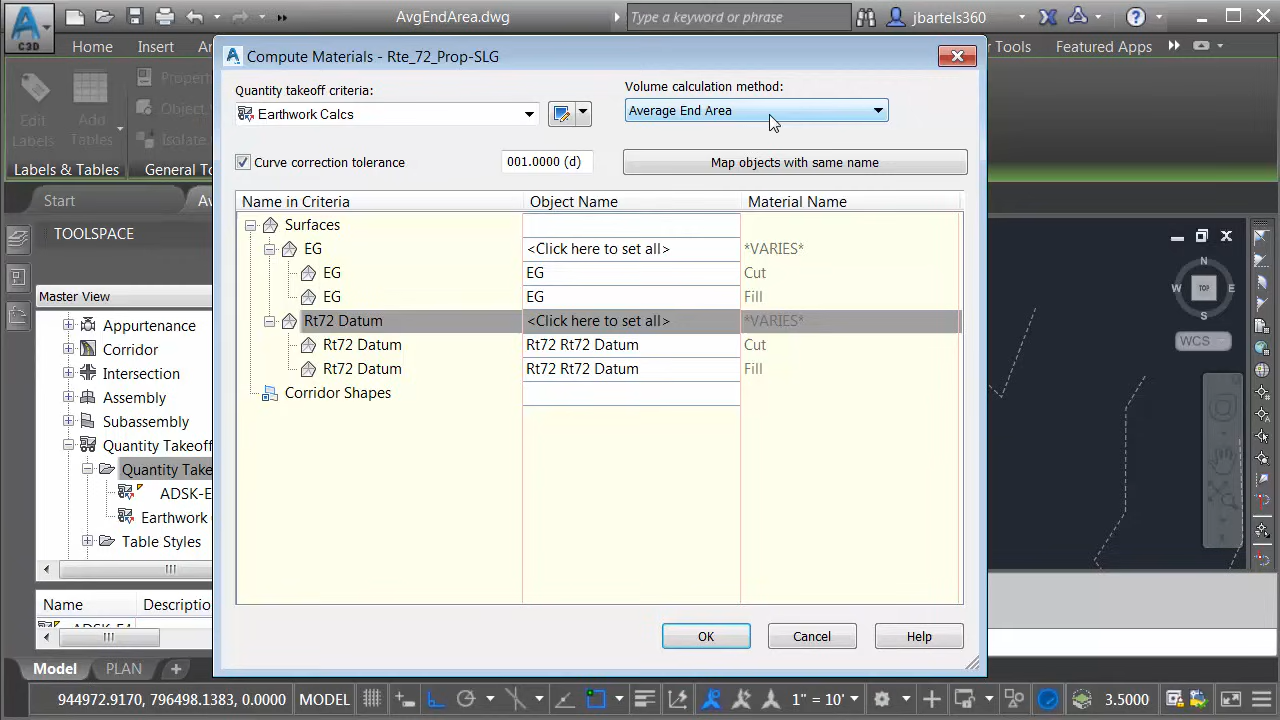 AvgEndArea.dwg
Type a keyword or phrase
jbartels360
C3D
Home
Insert
Tools
Featured Apps
Compute Materials - Rte_72_Prop-SLG
Edit
Labels
Add
Tables
Labels & Tables
General
Start
TOOLSPACE
Master View
Appurtenance
Corridor
Intersection
Assembly
Subassembly
Quantity Takeoff
Quantity Take
ADSK-E
Earthwork
Table Styles
Name
Description
Quantity takeoff criteria:
Volume calculation method:
Earthwork Calcs
Average End Area
Curve correction tolerance
001.0000 (d)
Map objects with same name
Name in Criteria
Object Name
Material Name
Surfaces
EG
<Click here to set all>
*VARIES*
EG
EG
Cut
EG
EG
Fill
Rt72 Datum
<Click here to set all>
*VARIES*
Rt72 Datum
Rt72 Rt72 Datum
Cut
Rt72 Datum
Rt72 Rt72 Datum
Fill
Corridor Shapes
OK
Cancel
Help
N
W
TOP
E
S
WCS
Model
PLAN
944972.9170, 796498.1383, 0.0000
MODEL
1" = 10'
3.5000